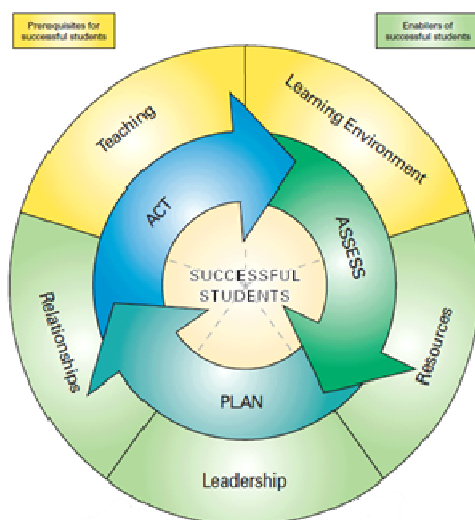 Prerequisites for
successful students
Enablers of
successful students
Teaching
Learning Environment
ACT
ASSESS
SUCCESSFUL
STUDENTS
Relationships
Resources
PLAN
Leadership